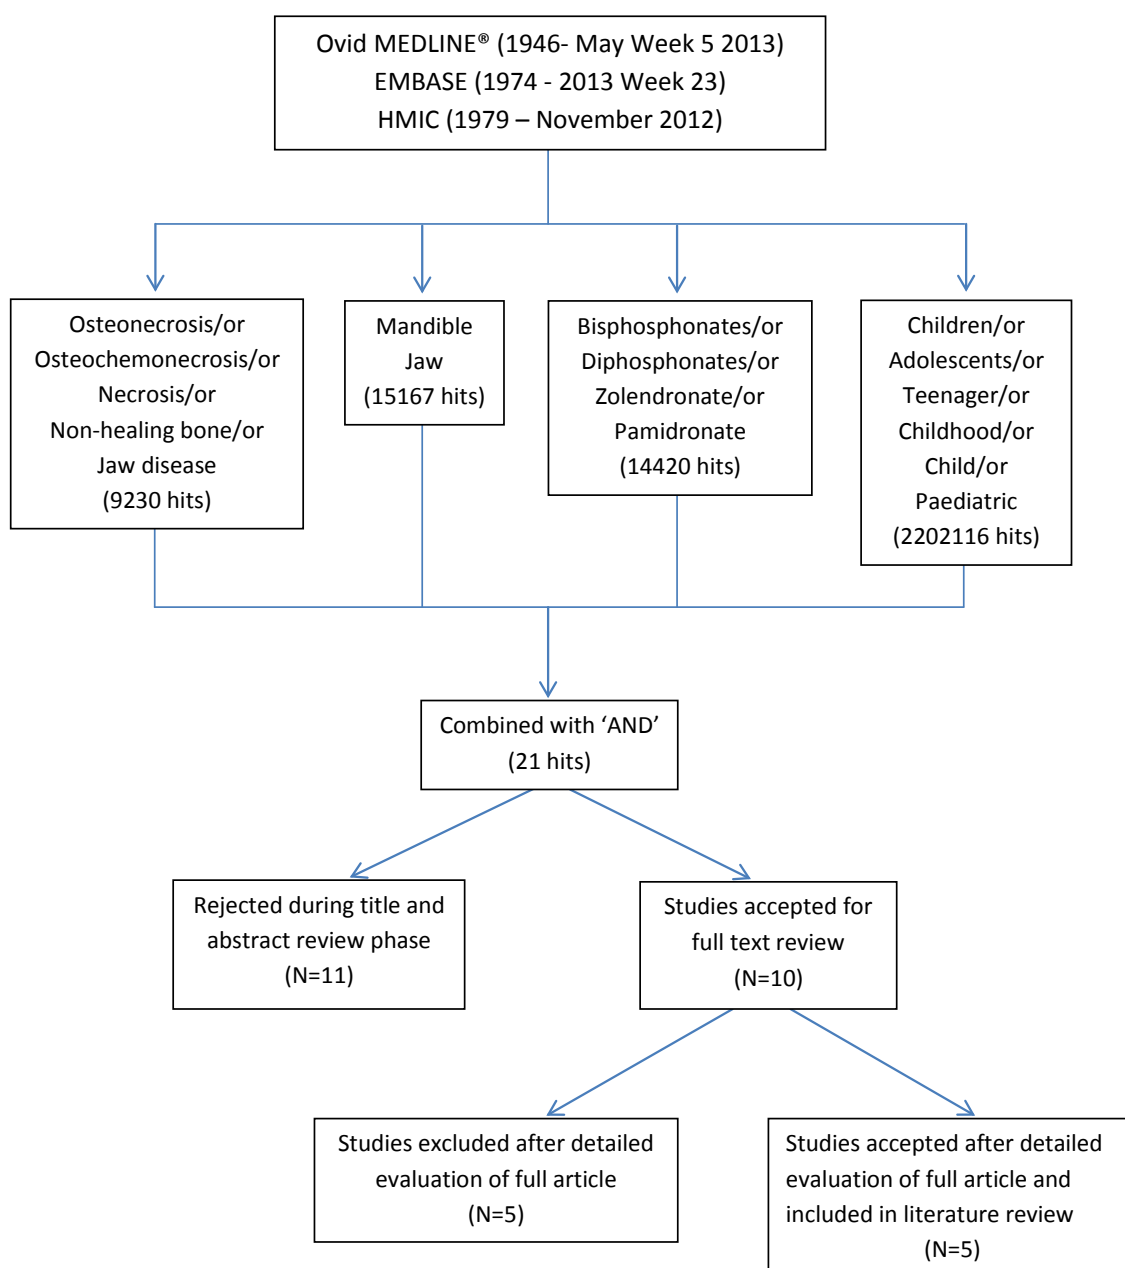 Ovid MEDLINE® (1946- May Week 5 2013)
EMBASE (1974 - 2013 Week 23)
HMIC (1979 – November 2012)
Osteonecrosis/or
Osteochemonecrosis/or
Necrosis/or
Non-healing bone/or
Jaw disease
(9230 hits)
Mandible
Jaw
(15167 hits)
Bisphosphonates/or
Diphosphonates/or
Zolendronate/or
Pamidronate
(14420 hits)
Children/or
Adolescents/or
Teenager/or
Childhood/or
Child/or
Paediatric
(2202116 hits)
Combined with ‘AND’
(21 hits)
Rejected during title and
abstract review phase
(N=11)
Studies accepted for
full text review
(N=10)
Studies excluded after detailed
evaluation of full article
(N=5)
Studies accepted after detailed
evaluation of full article and
included in literature review
(N=5)